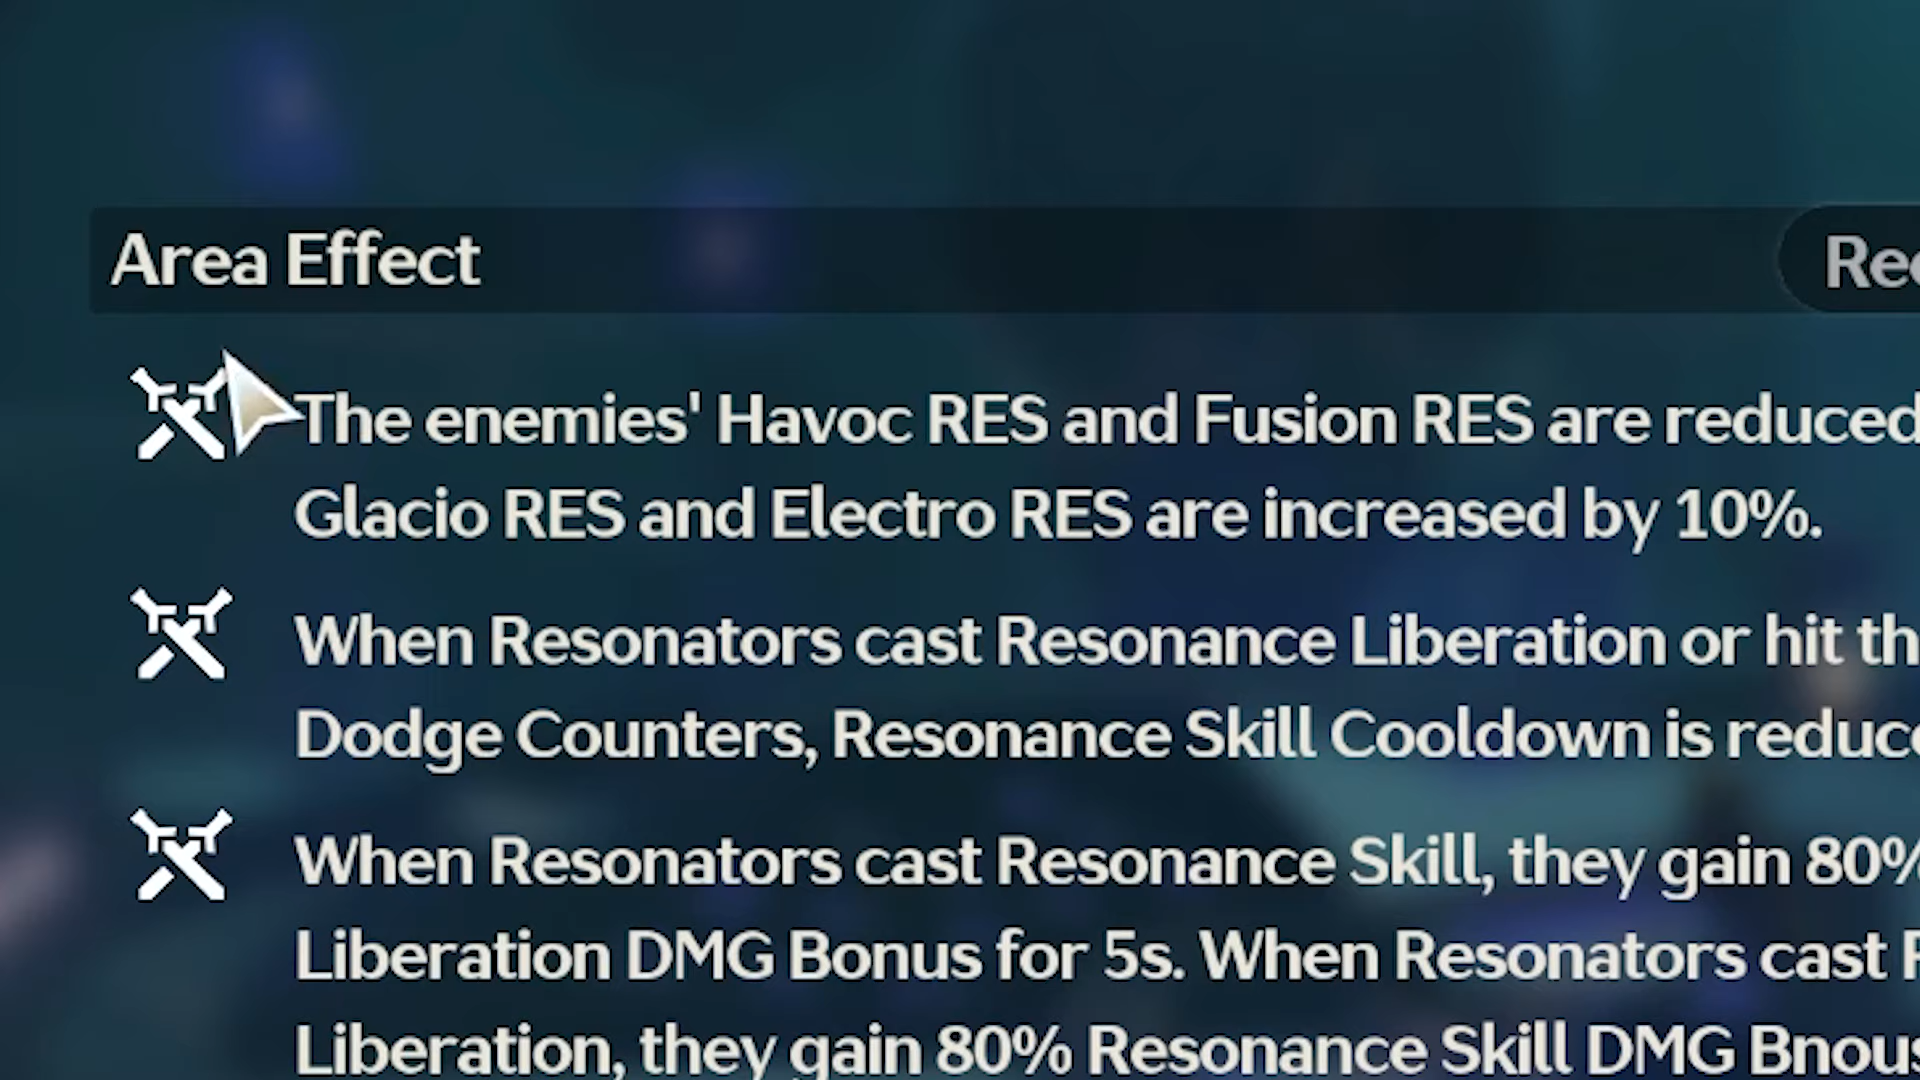 Area Effect
The enemies' Havoc RES and Fusion RES are reduced
Glacio RES and Electro RES are increased by 10%.
When Resonators cast Resonance Liberation or hit
Dodge Counters, Resonance Skill Cooldown is
When Resonators cast Resonance Skill, they gain 80%
Liberation DMG Bonus for 5s. When Resonators cast
Liberation, they gain 80% Resonance Skill DMG Bnous